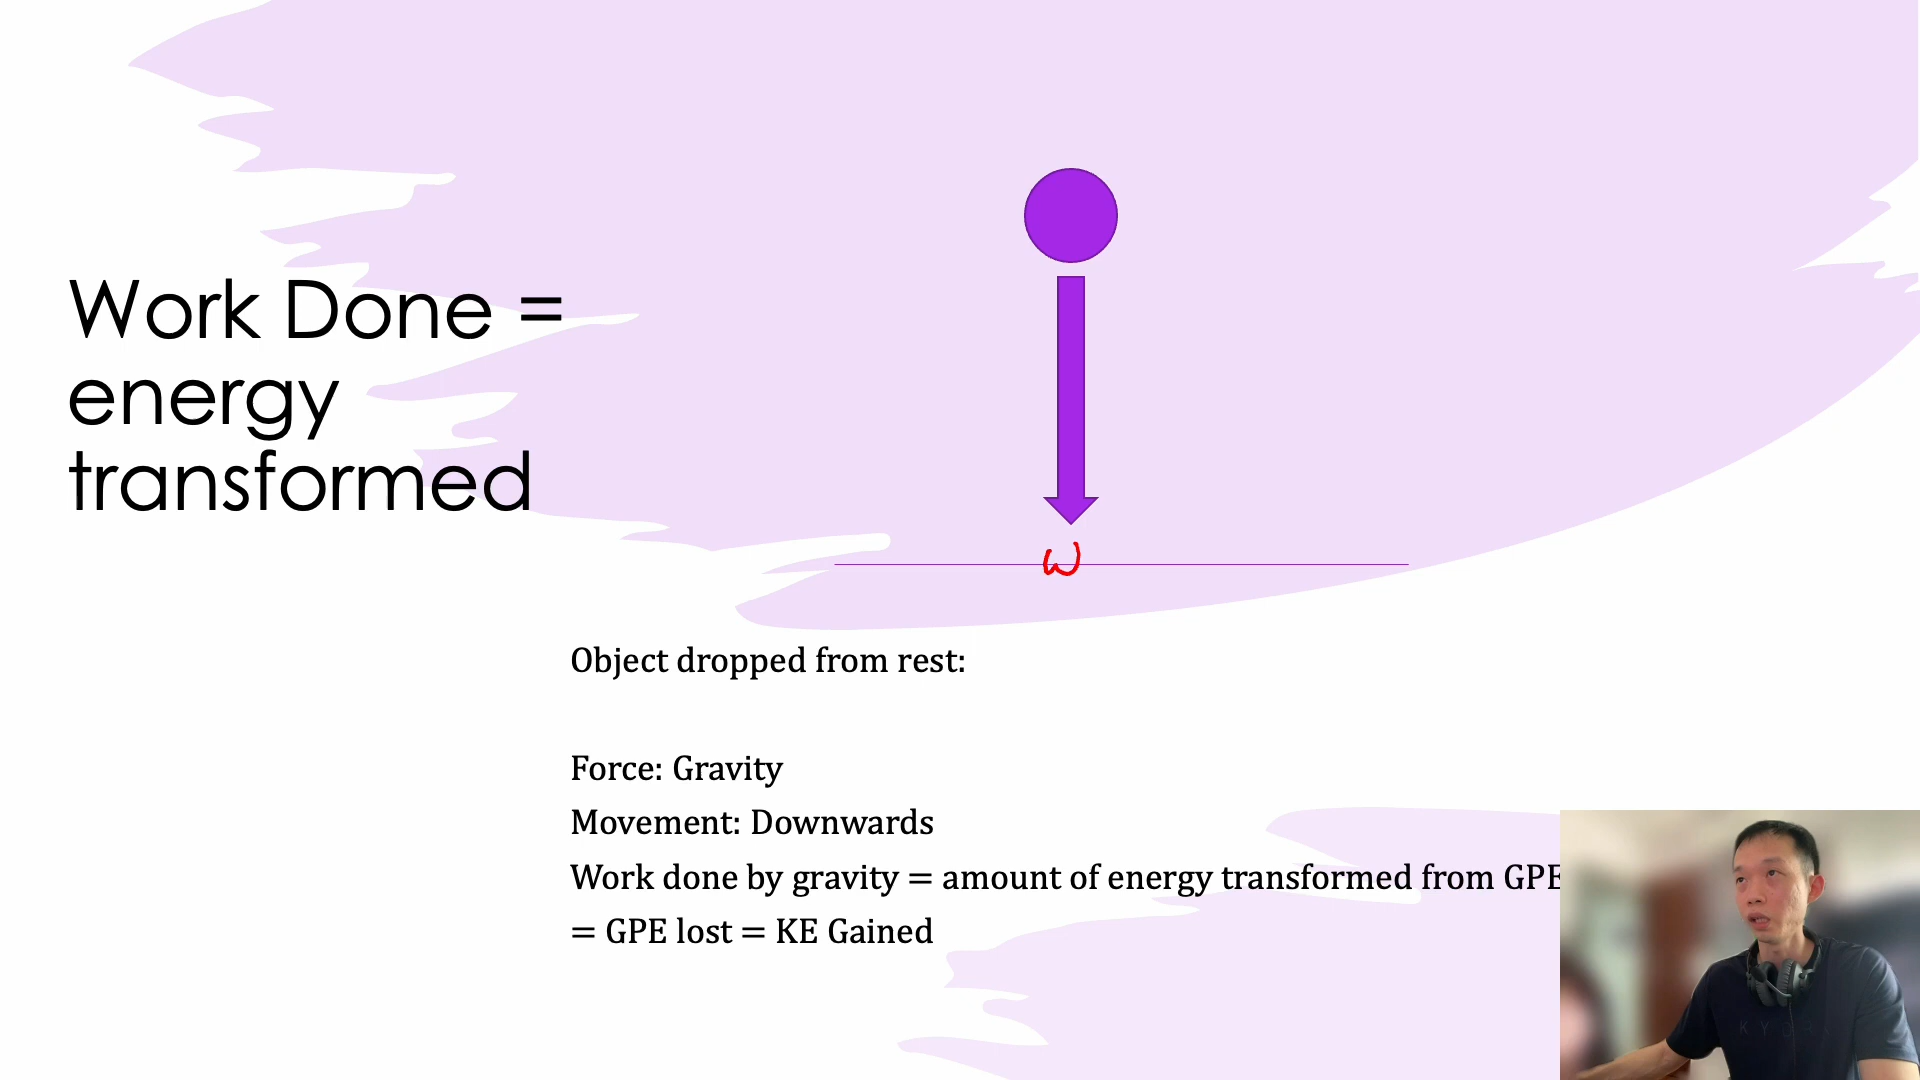 Work Done =
energy
transformed
W
Object dropped from rest:
Force: Gravity
Movement: Downwards
Work done by gravity = amount of energy transformed from GPE
= GPE lost = KE Gained